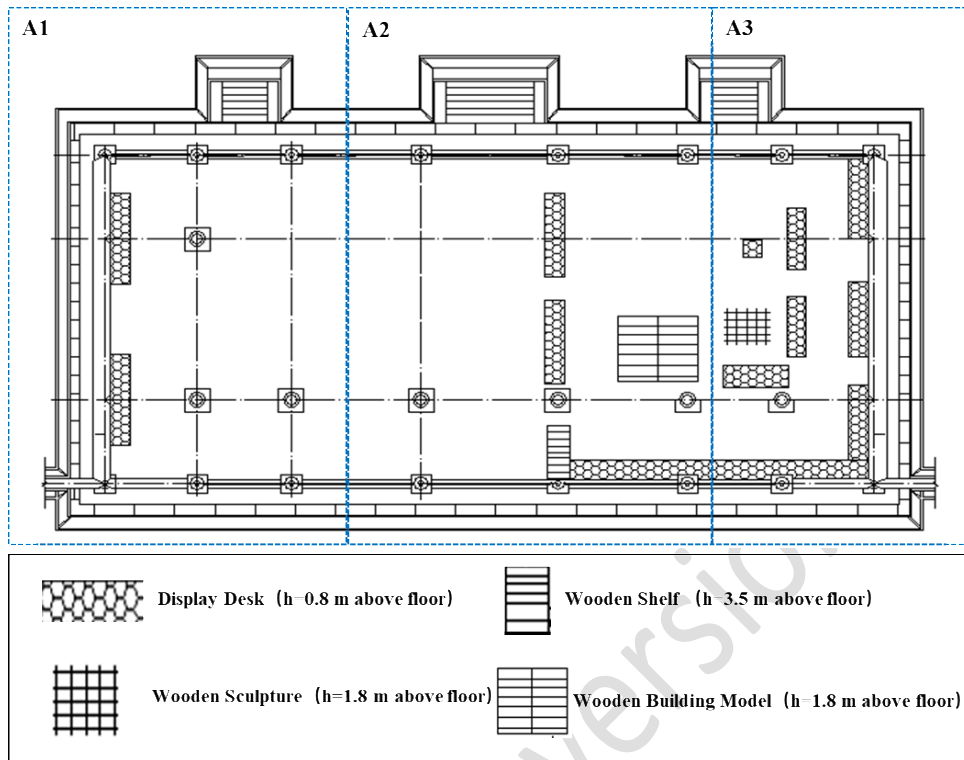 A1
A2
A3
Display Desk（h=0.8 m above floor）
Wooden Shelf （h=3.5 m above floor）
Wooden Sculpture（h=1.8 m above floor）
Wooden Building Model（h=1.8 m above floor）
version